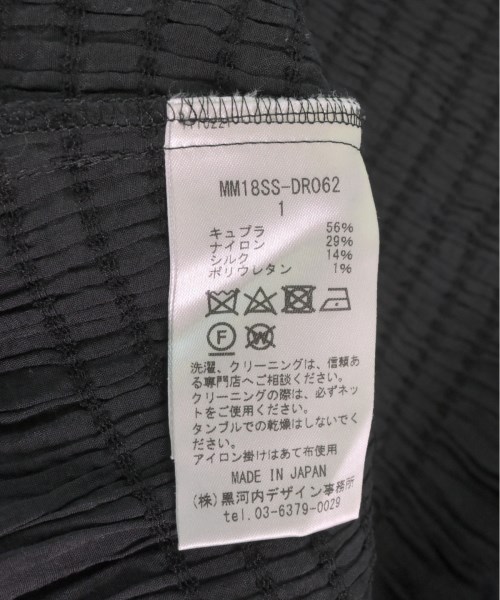 MM18SS-DR062
1
キュプラ 56%
ナイロン 29%
シルク 14%
ポリウレタン 1%
F
W
洗濯、クリーニングは、信頼あ
る専門店へご相談ください。
クリーニングの際は、必ずネッ
トをご使用ください。
タンブルでの乾燥はしないでく
ださい。
アイロン掛けはあて布使用
MADE IN JAPAN
(株)黒河内デザイン事務所
tel.03-6379-0029